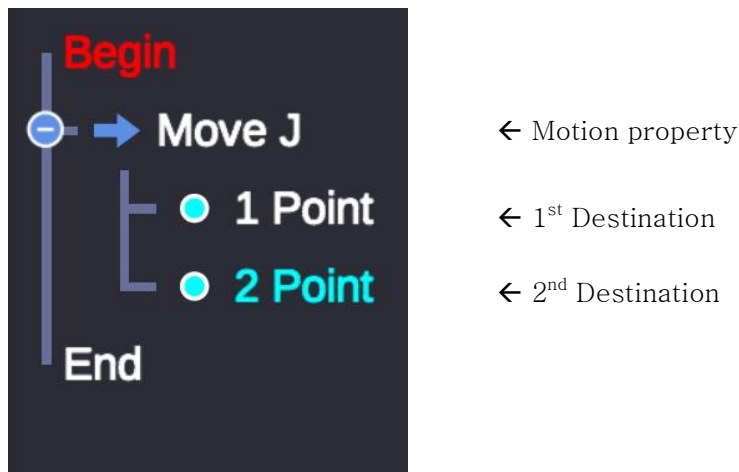 Begin
Move J ← Motion property
1 Point ← 1st Destination
2 Point ← 2nd Destination
End